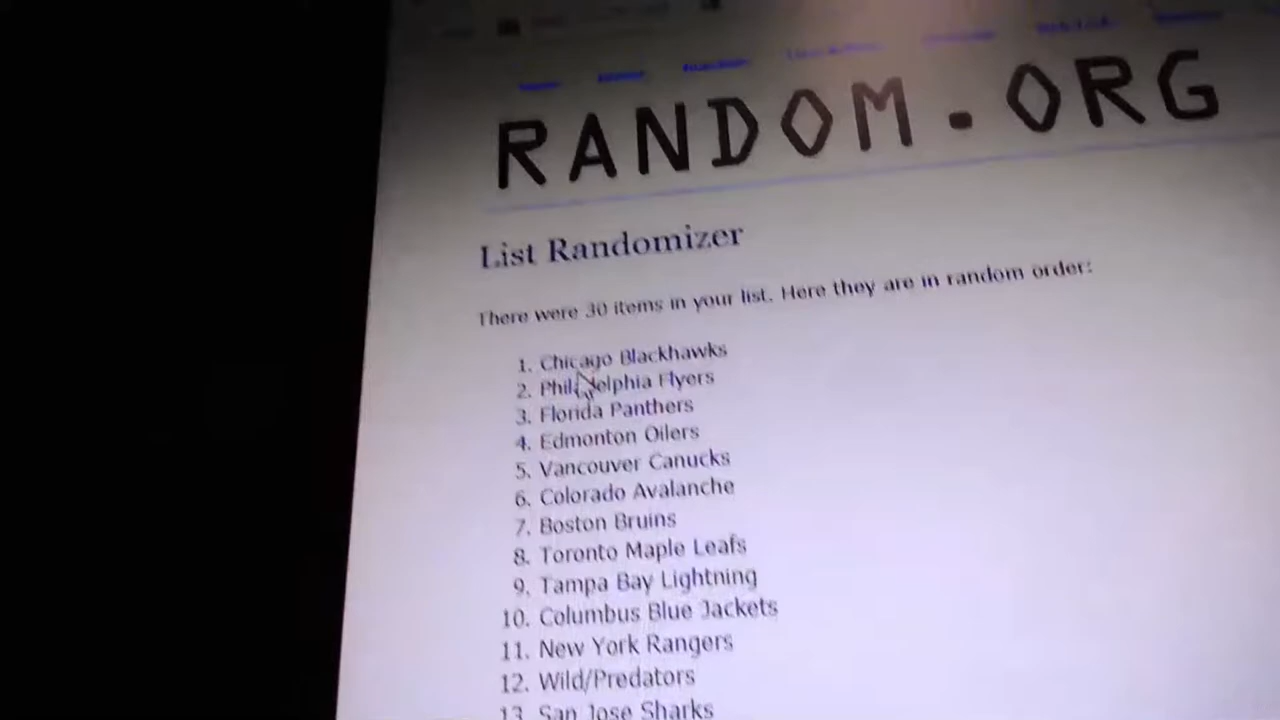 RANDOM.ORG
List Randomizer
There were 30 items in your list. Here they are in random order:
1. Chicago Blackhawks
2. Philadelphia Flyers
3. Florida Panthers
4. Edmonton Oilers
5. Vancouver Canucks
6. Colorado Avalanche
7. Boston Bruins
8. Toronto Maple Leafs
9. Tampa Bay Lightning
10. Columbus Blue Jackets
11. New York Rangers
12. Wild/Predators
13. San Jose Sharks